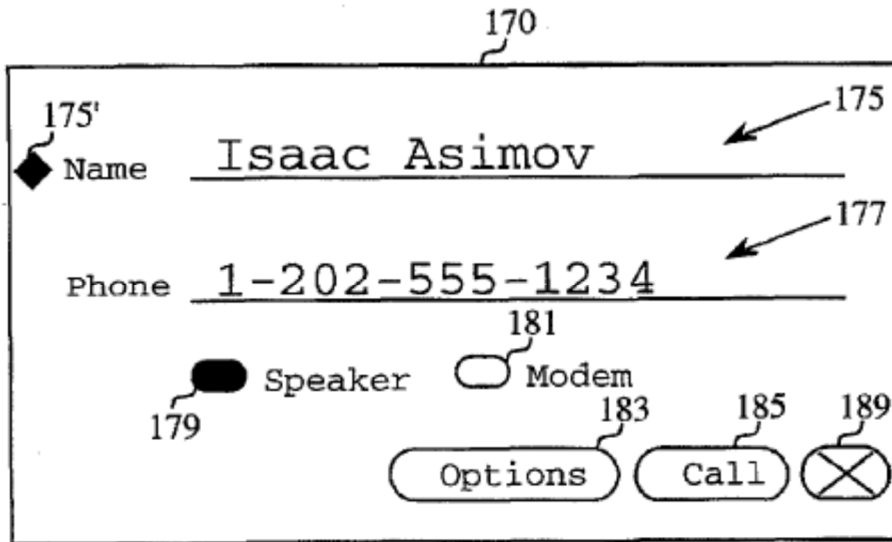 170
175' 175
Name Isaac Asimov
177
Phone 1-202-555-1234
181
Speaker Modem
179 183 185 189
Options Call